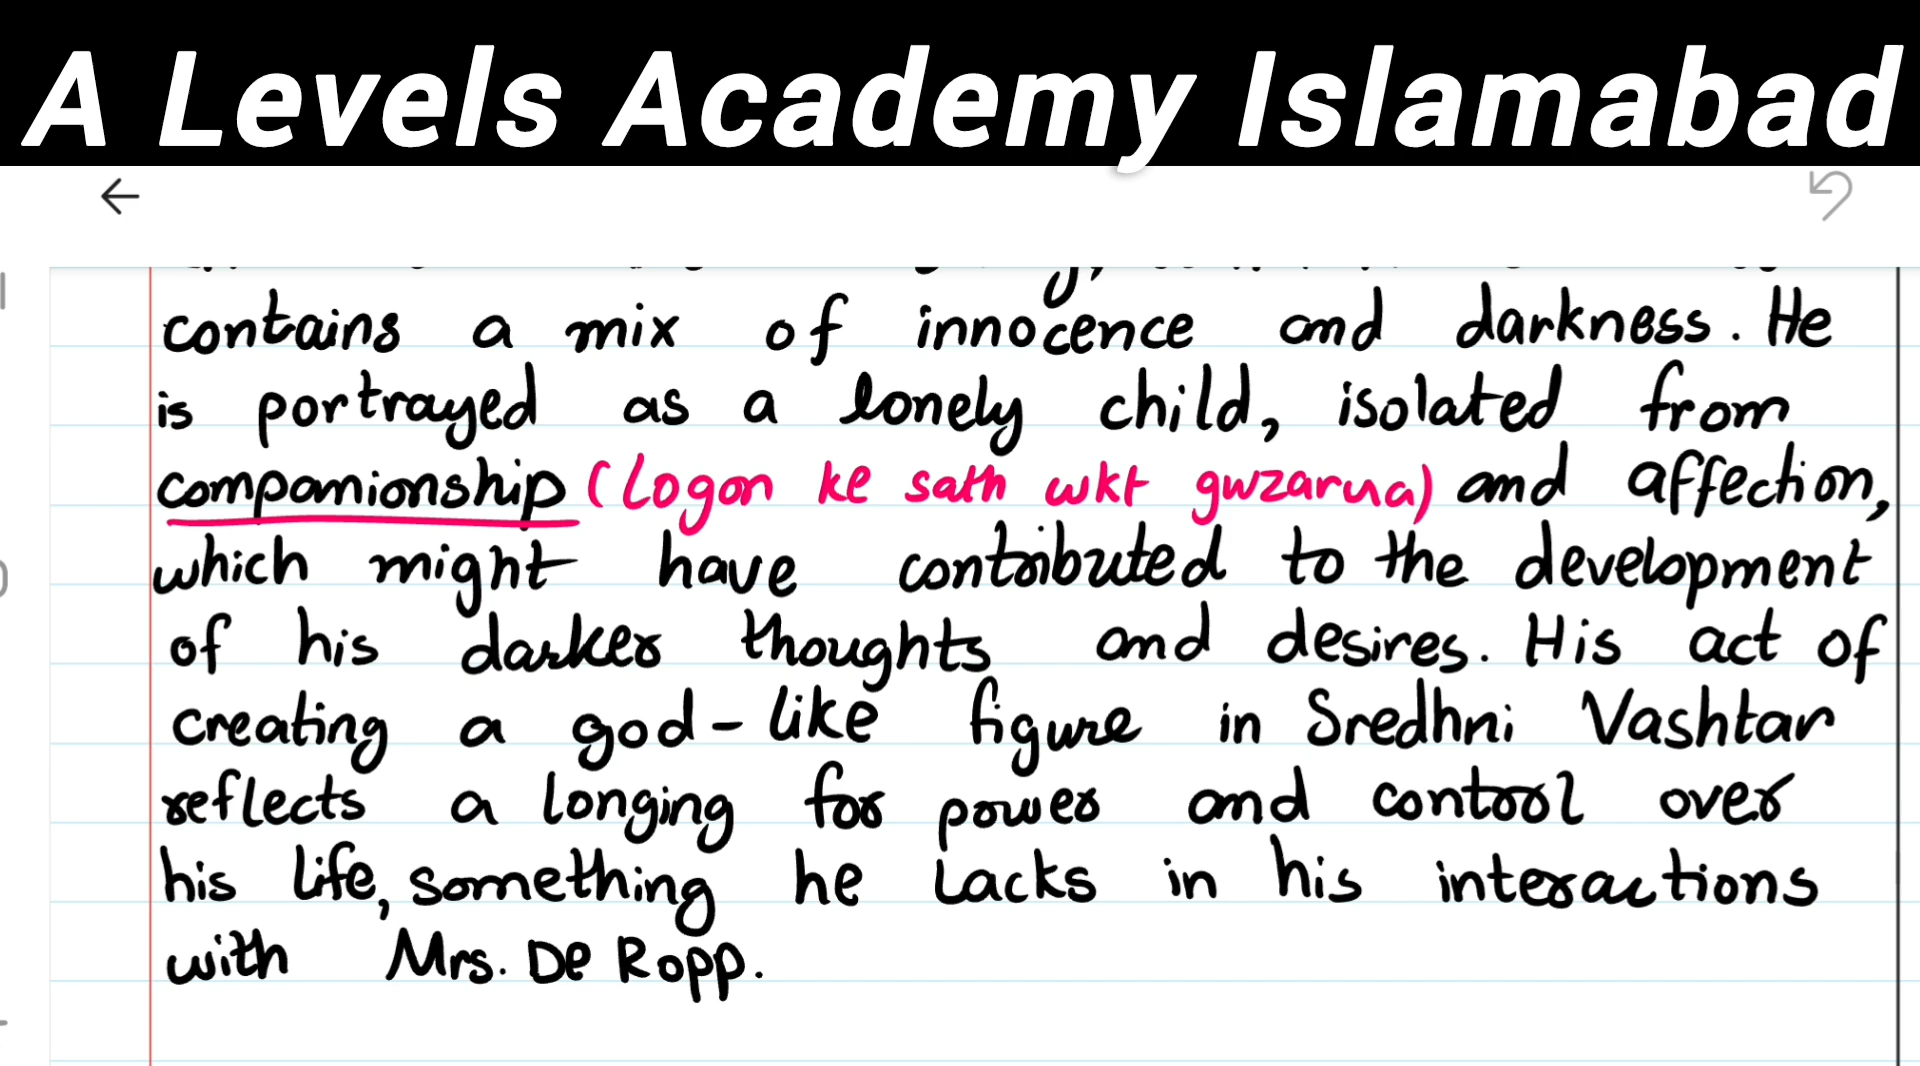 A Levels Academy Islamabad
contains a mix of innocence and darkness. He
is portrayed as a lonely child, isolated from
companionship (Logon ke sath wkt gwzarna) and affection,
which might have contributed to the development
of his darker thoughts and desires. His act of
creating a god-like figure in Sredhni Vashtar
reflects a longing for power and control over
his life, something he Lacks in his interactions
with Mrs. De Ropp.